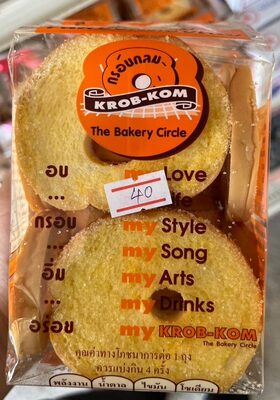 กรอบกลม
KROB-KOM
The Bakery Circle
40
อบ
my Love
...
my Life
กรอบ
my Style
...
my Song
อิ่ม
my Arts
...
my Drinks
อร่อย
my KROB-KOM
The Bakery Circle
คุณค่าทางโภชนาการต่อ 1 ถุง
ควรแบ่งกิน 4 ครั้ง
พลังงาน น้ำตาล ไขมัน โซเดียม